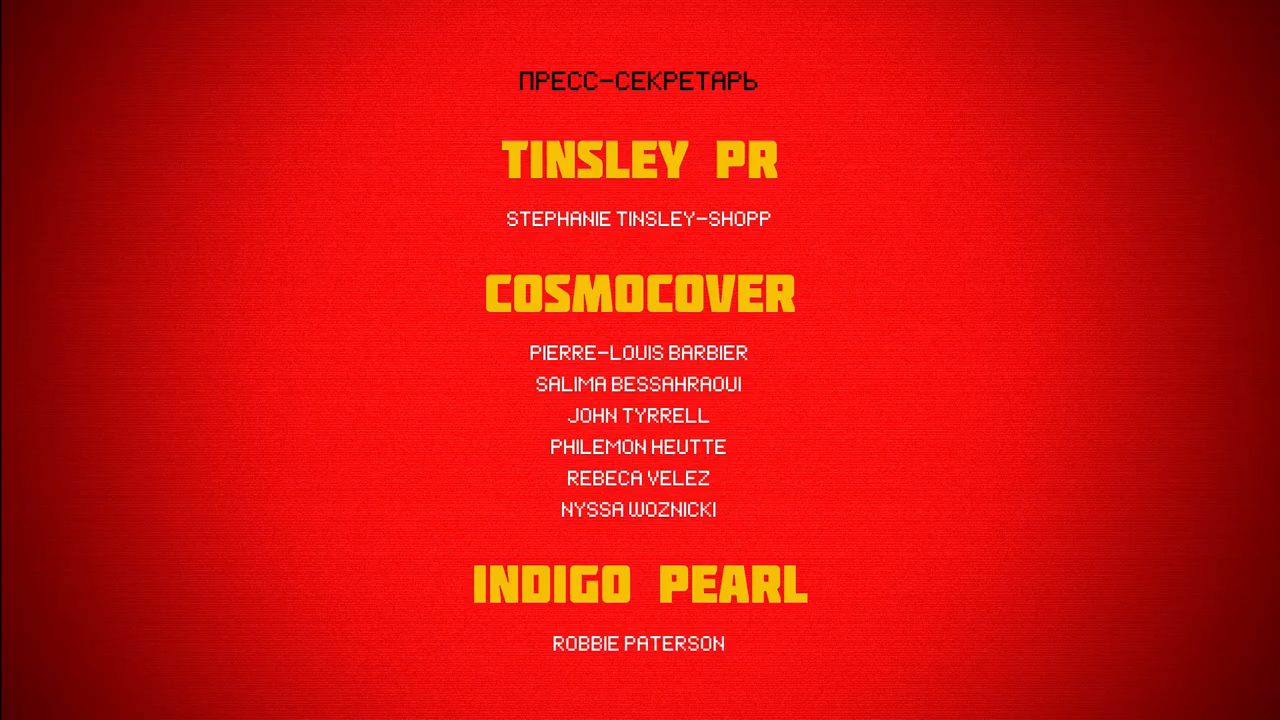 ПРЕСС-СЕКРЕТАРЬ
TINSLEY PR
STEPHANIE TINSLEY-SHOPP
COSMOCOVER
PIERRE-LOUIS BARBIER
SALIMA BESSAHRAOUI
JOHN TYRRELL
PHILEMON HEUTTE
REBECA VELEZ
NYSSA WOZNICKI
INDIGO PEARL
ROBBIE PATERSON